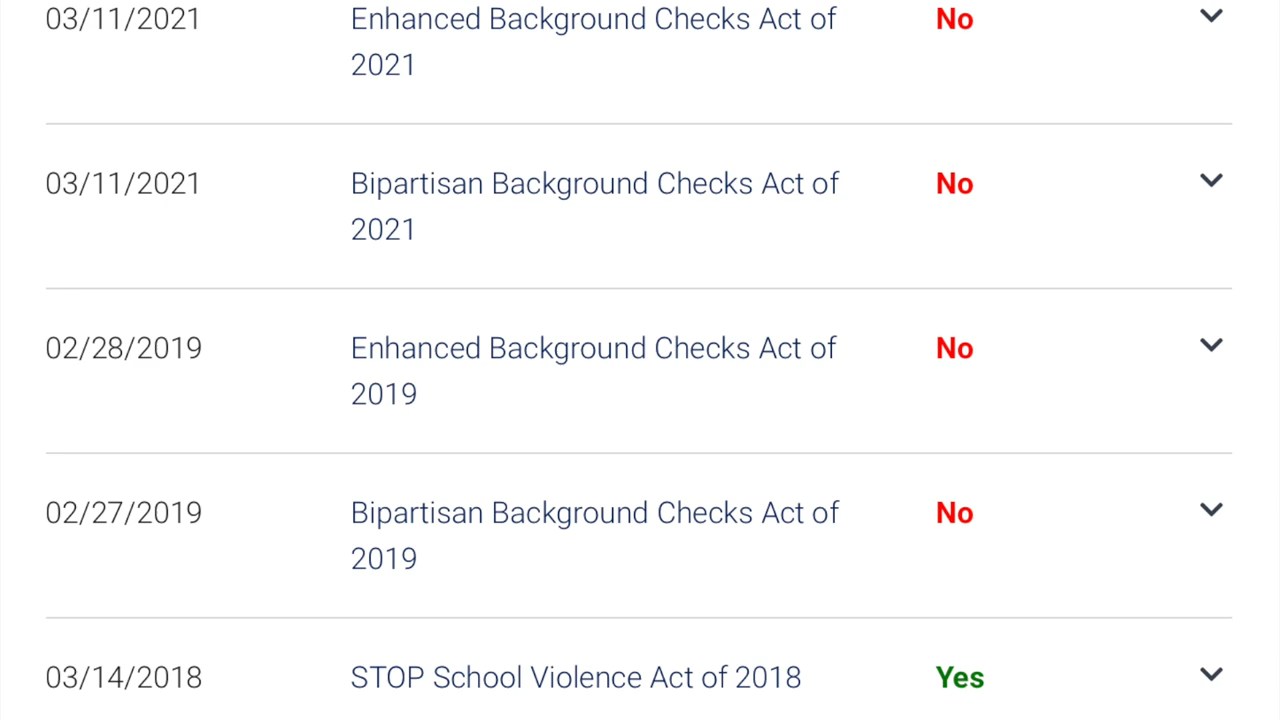 03/11/2021 Enhanced Background Checks Act of No
2021
03/11/2021 Bipartisan Background Checks Act of No
2021
02/28/2019 Enhanced Background Checks Act of No
2019
02/27/2019 Bipartisan Background Checks Act of No
2019
03/14/2018 STOP School Violence Act of 2018 Yes